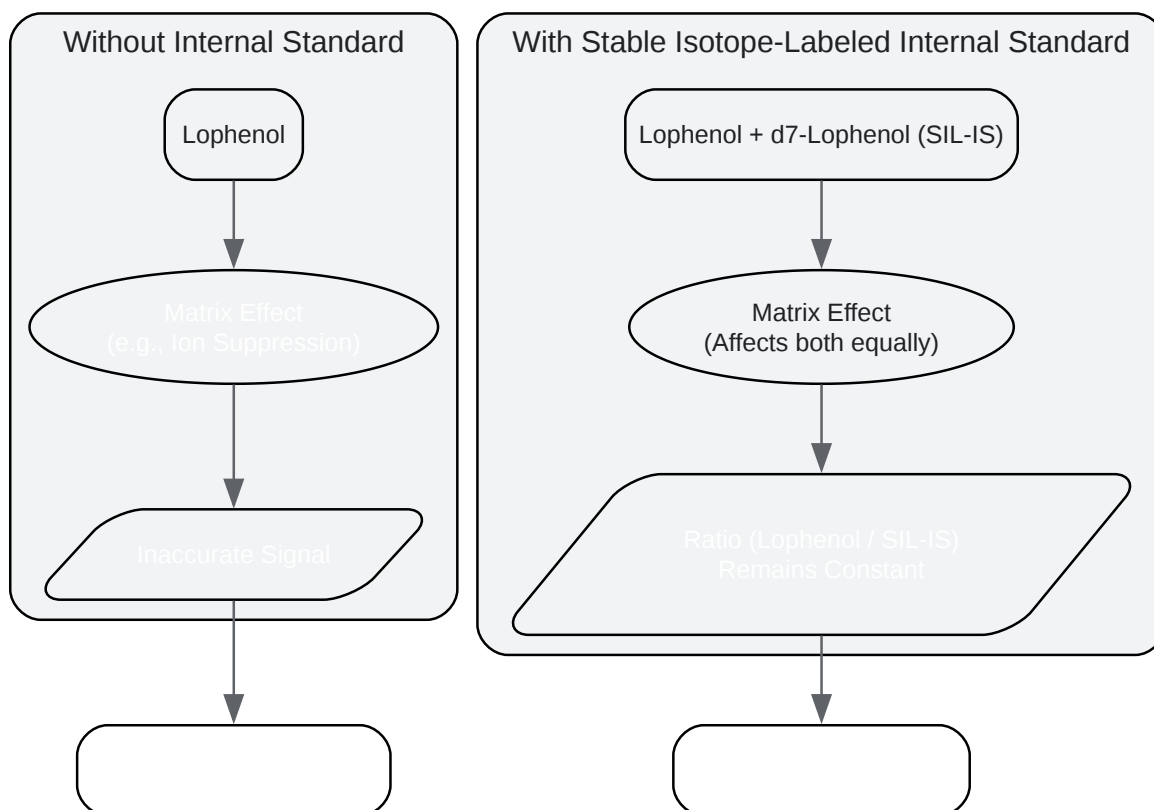 Without Internal Standard
Lophenol
Matrix Effect
(e.g., Ion Suppression)
Inaccurate Signal
With Stable Isotope-Labeled Internal Standard
Lophenol + d7-Lophenol (SIL-IS)
Matrix Effect
(Affects both equally)
Ratio (Lophenol / SIL-IS)
Remains Constant